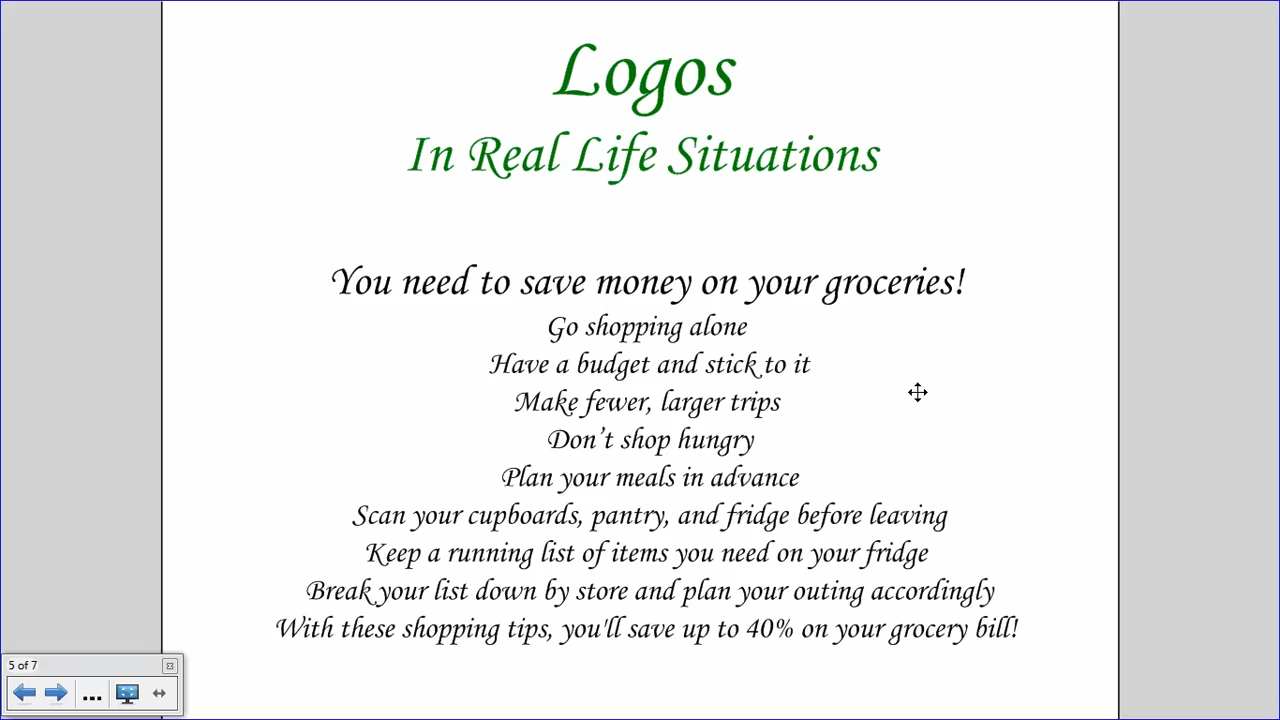 Logos
In Real Life Situations
You need to save money on your groceries!
Go shopping alone
Have a budget and stick to it
Make fewer, larger trips
Don’t shop hungry
Plan your meals in advance
Scan your cupboards, pantry, and fridge before leaving
Keep a running list of items you need on your fridge
Break your list down by store and plan your outing accordingly
With these shopping tips, you'll save up to 40% on your grocery bill!
5 of 7
...